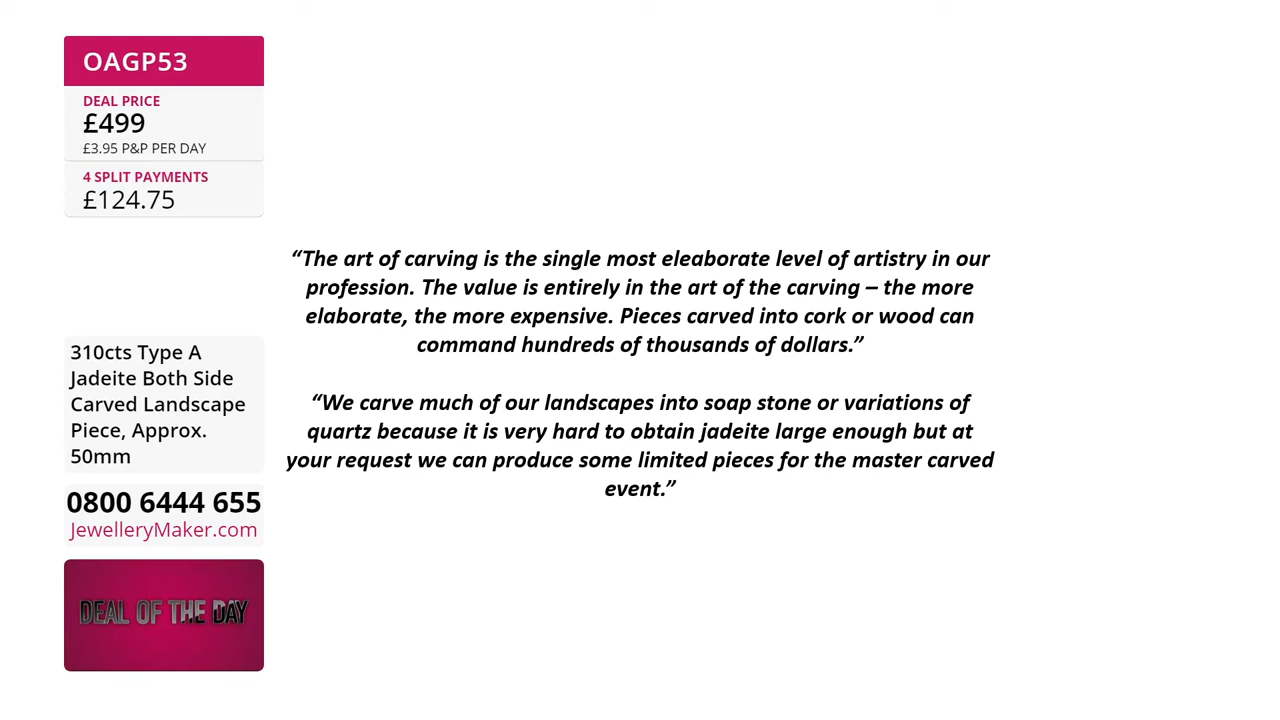 OAGP53
DEAL PRICE
£499
£3.95 P&P PER DAY
4 SPLIT PAYMENTS
£124.75
310cts Type A
Jadeite Both Side
Carved Landscape
Piece, Approx.
50mm
0800 6444 655
JewelleryMaker.com
DEAL OF THE DAY
“The art of carving is the single most eleaborate level of artistry in our
profession. The value is entirely in the art of the carving – the more
elaborate, the more expensive. Pieces carved into cork or wood can
command hundreds of thousands of dollars.”
“We carve much of our landscapes into soap stone or variations of
quartz because it is very hard to obtain jadeite large enough but at
your request we can produce some limited pieces for the master carved
event.”